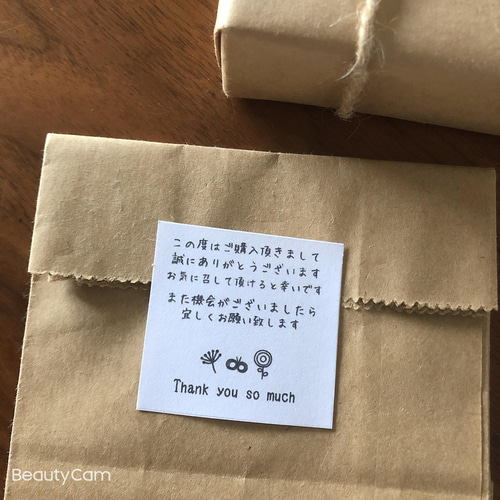 この度はご購入頂きまして
誠にありがとうございます
お気に召して頂けると幸いです
また機会がございましたら
宜しくお願い致します
Thank you so much
BeautyCam